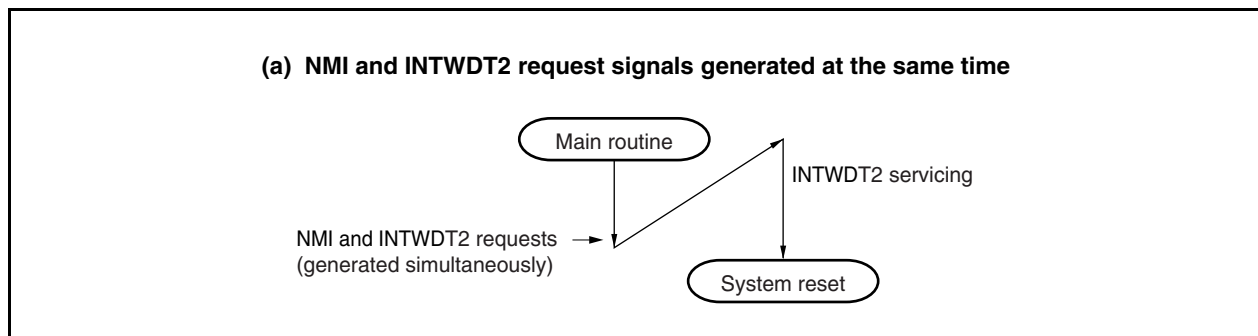 (a) NMI and INTWDT2 request signals generated at the same time
Main routine
INTWDT2 servicing
NMI and INTWDT2 requests
(generated simultaneously)
System reset